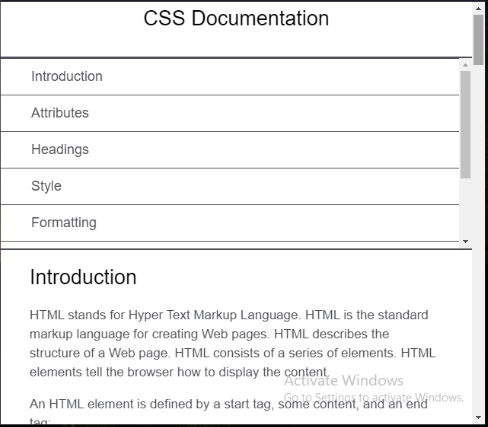 CSS Documentation
Introduction
Attributes
Headings
Style
Formatting
Introduction
HTML stands for Hyper Text Markup Language. HTML is the standard
markup language for creating Web pages. HTML describes the
structure of a Web page. HTML consists of a series of elements. HTML
elements tell the browser how to display the content.
Activate Windows
Go to Settings to activate Windows.
An HTML element is defined by a start tag, some content, and an end
tag: